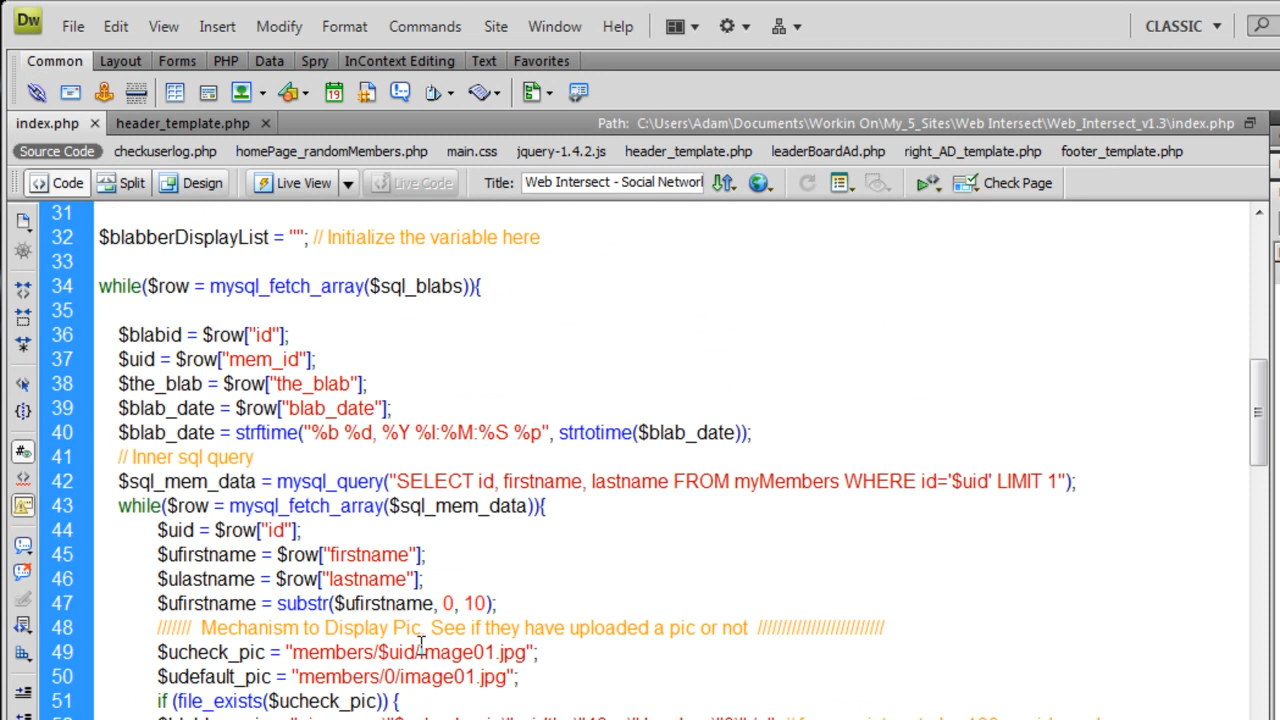 Dw File Edit View Insert Modify Format Commands Site Window Help CLASSIC
Common Layout Forms PHP Data Spry InContext Editing Text Favorites
index.php header_template.php Path: C:\Users\Adam\Documents\Workin On\My_5_Sites\Web Intersect\Web_Intersect_v1.3\index.php
Source Code checkuserlog.php homePage_randomMembers.php main.css jquery-1.4.2.js header_template.php leaderBoardAd.php right_AD_template.php footer_template.php
Code Split Design Live View Live Code Title: Web Intersect - Social Networ Check Page
31
32 $blabberDisplayList = ""; // Initialize the variable here
33
34 while($row = mysql_fetch_array($sql_blabs)){
35
36 $blabid = $row["id"];
37 $uid = $row["mem_id"];
38 $the_blab = $row["the_blab"];
39 $blab_date = $row["blab_date"];
40 $blab_date = strftime("%b %d, %Y %I:%M:%S %p", strtotime($blab_date));
41 // Inner sql query
42 $sql_mem_data = mysql_query("SELECT id, firstname, lastname FROM myMembers WHERE id='$uid' LIMIT 1");
43 while($row = mysql_fetch_array($sql_mem_data)){
44 $uid = $row["id"];
45 $ufirstname = $row["firstname"];
46 $ulastname = $row["lastname"];
47 $ufirstname = substr($ufirstname, 0, 10);
48 /////// Mechanism to Display Pic. See if they have uploaded a pic or not //////////////////////////
49 $ucheck_pic = "members/$uid/image01.jpg";
50 $udefault_pic = "members/0/image01.jpg";
51 if (file_exists($ucheck_pic)) {